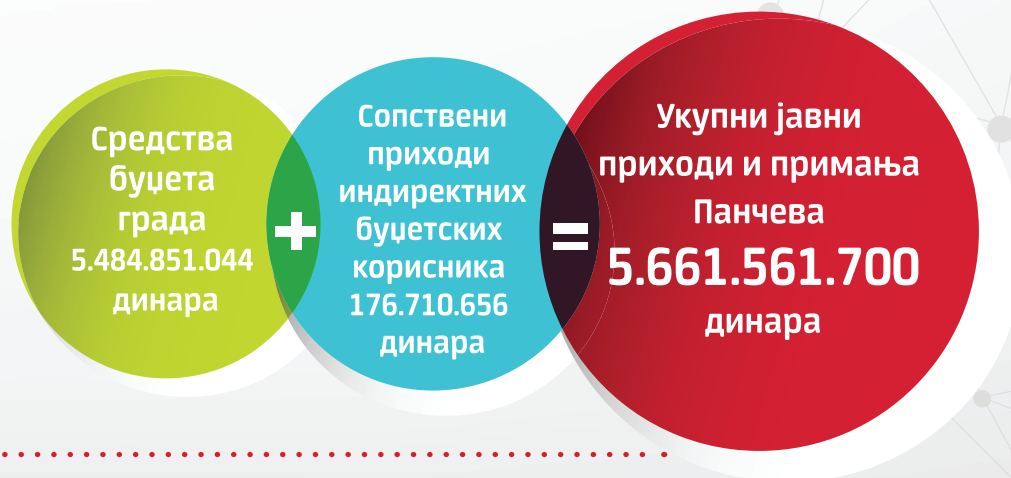 Средства
буџета
града
5.484.851.044
динара
+
Сопствени
приходи
индиректних
буџетских
корисника
176.710.656
динара
=
Укупни јавни
приходи и примања
Панчева
5.661.561.700
динара